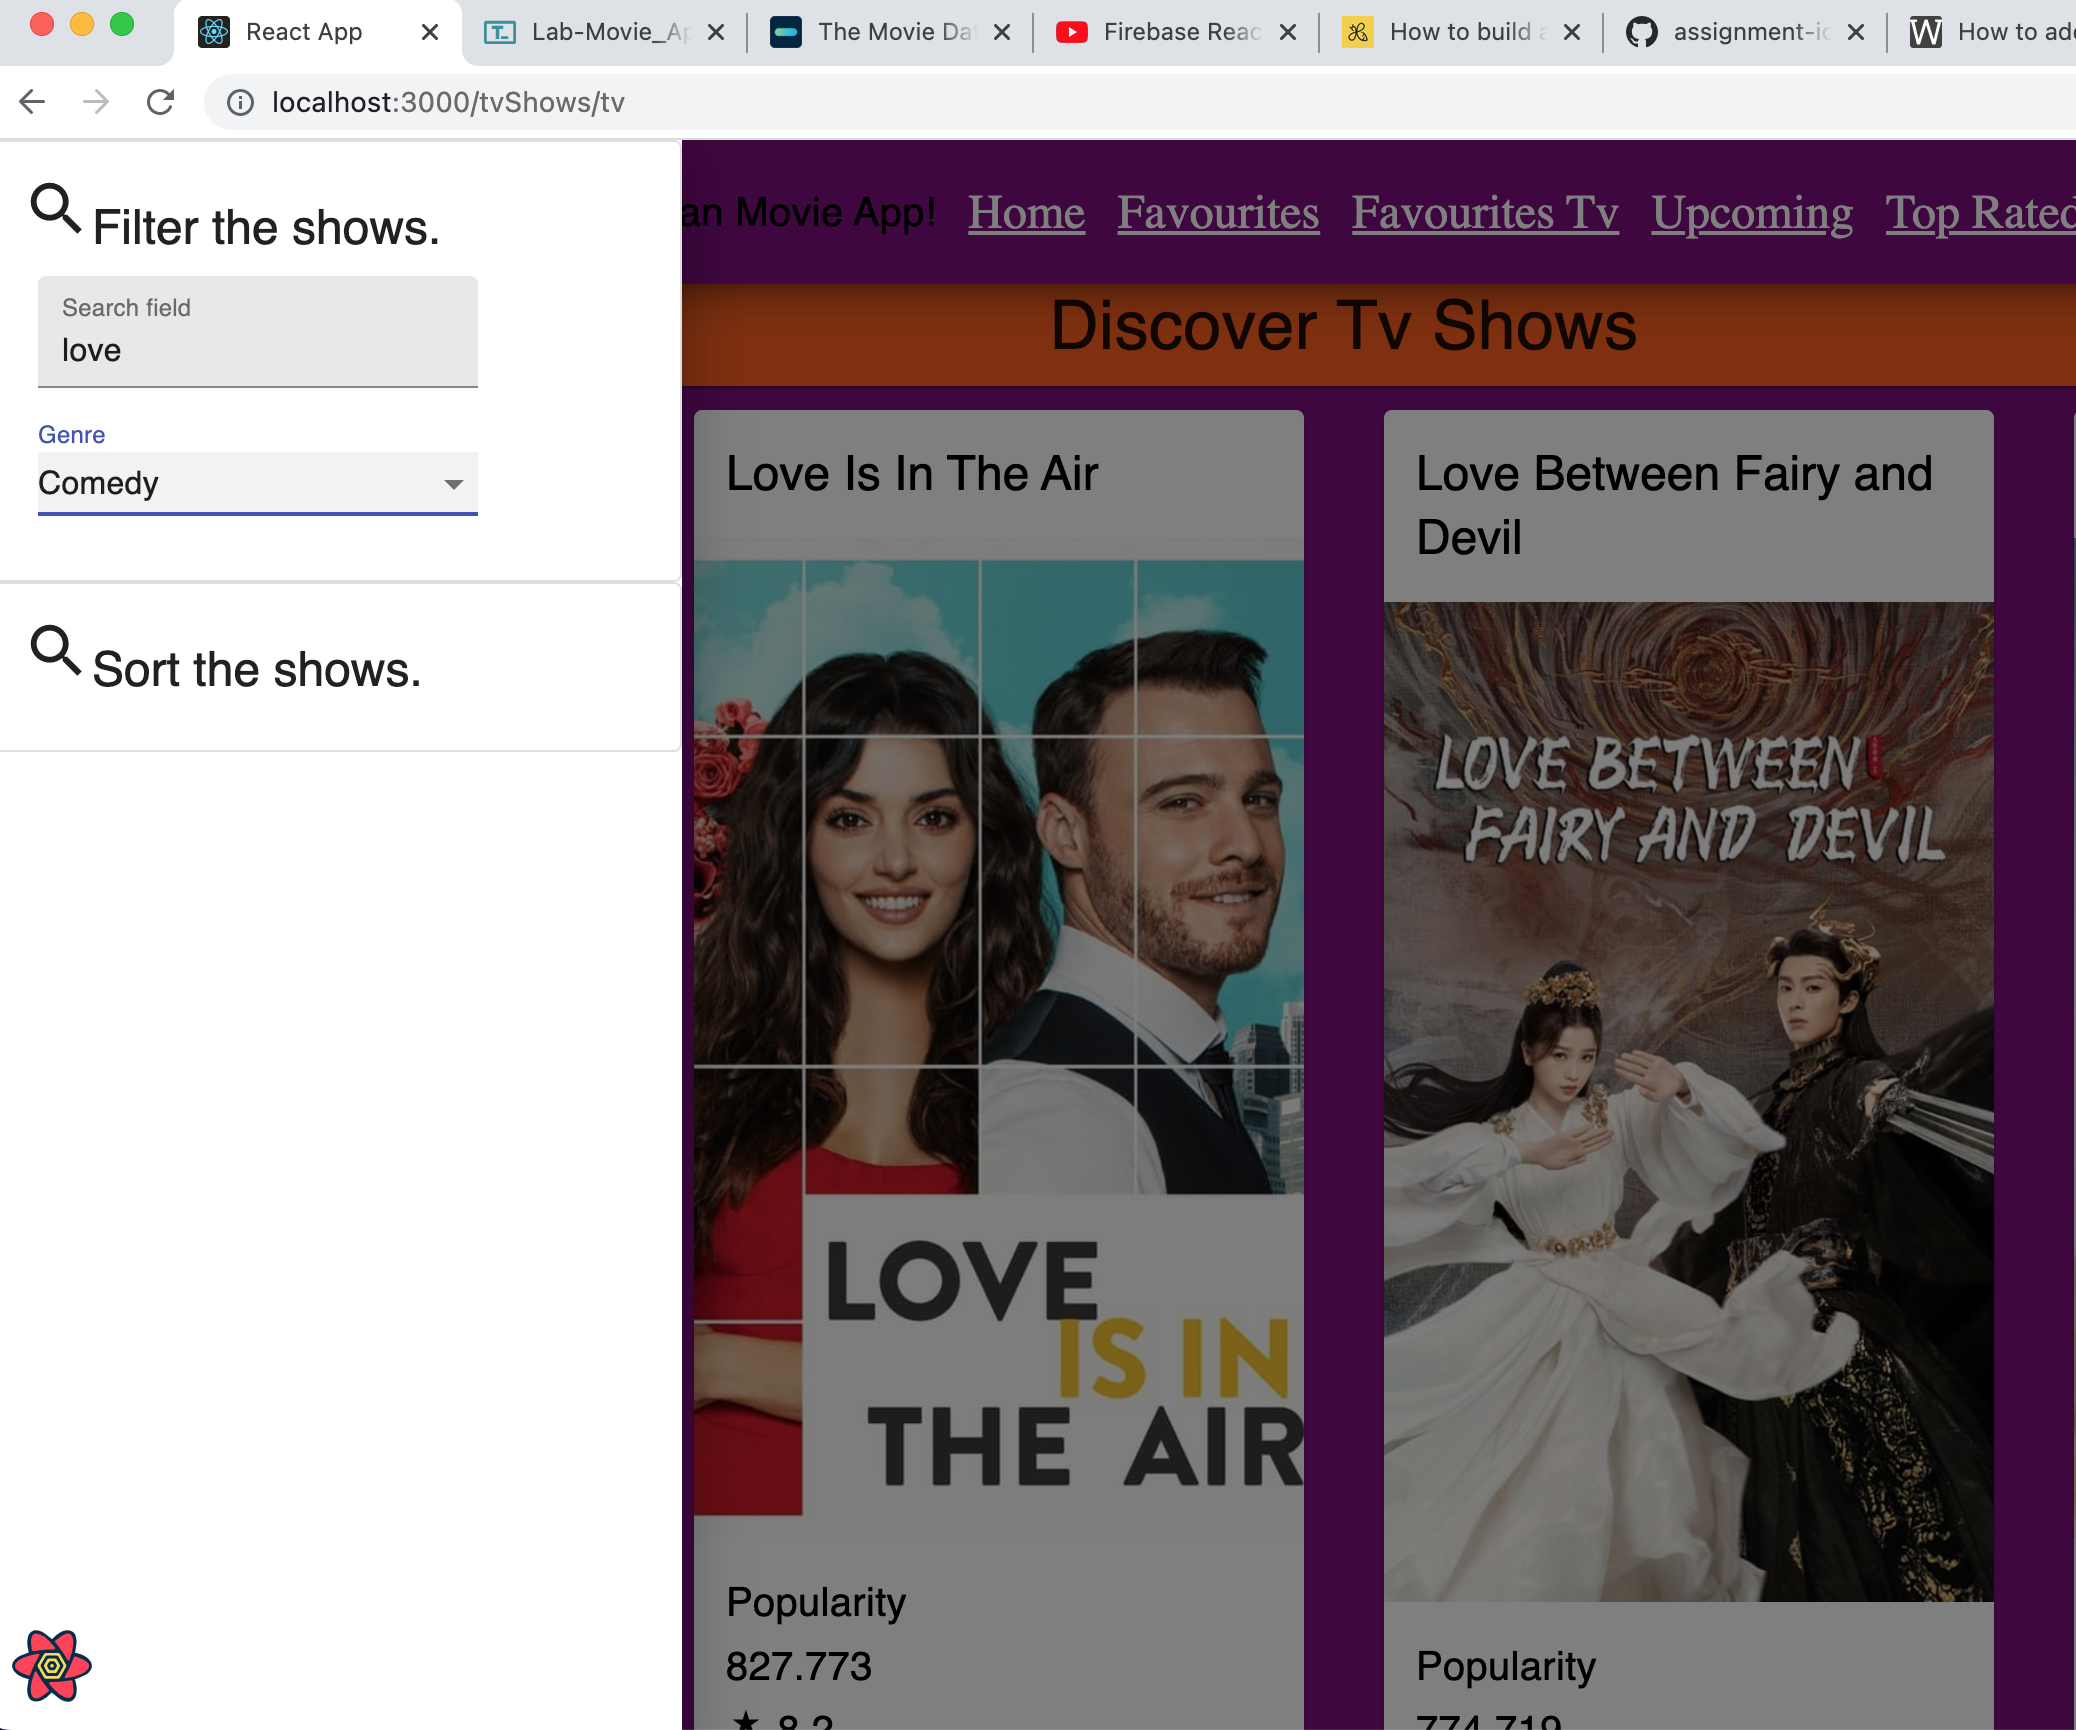 React App
Lab-Movie_Ap
The Movie Da
Firebase Reac
How to build a
assignment-ic
How to ad
localhost:3000/tvShows/tv
Filter the shows.
Search field
love
Genre
Comedy
Sort the shows.
an Movie App! Home Favourites Favourites Tv Upcoming Top Rated
Discover Tv Shows
Love Is In The Air
LOVE
IS IN
THE AIR
Popularity
827.773
★ 8.2
Love Between Fairy and
Devil
LOVE BETWEEN
FAIRY AND DEVIL
Popularity
774.719